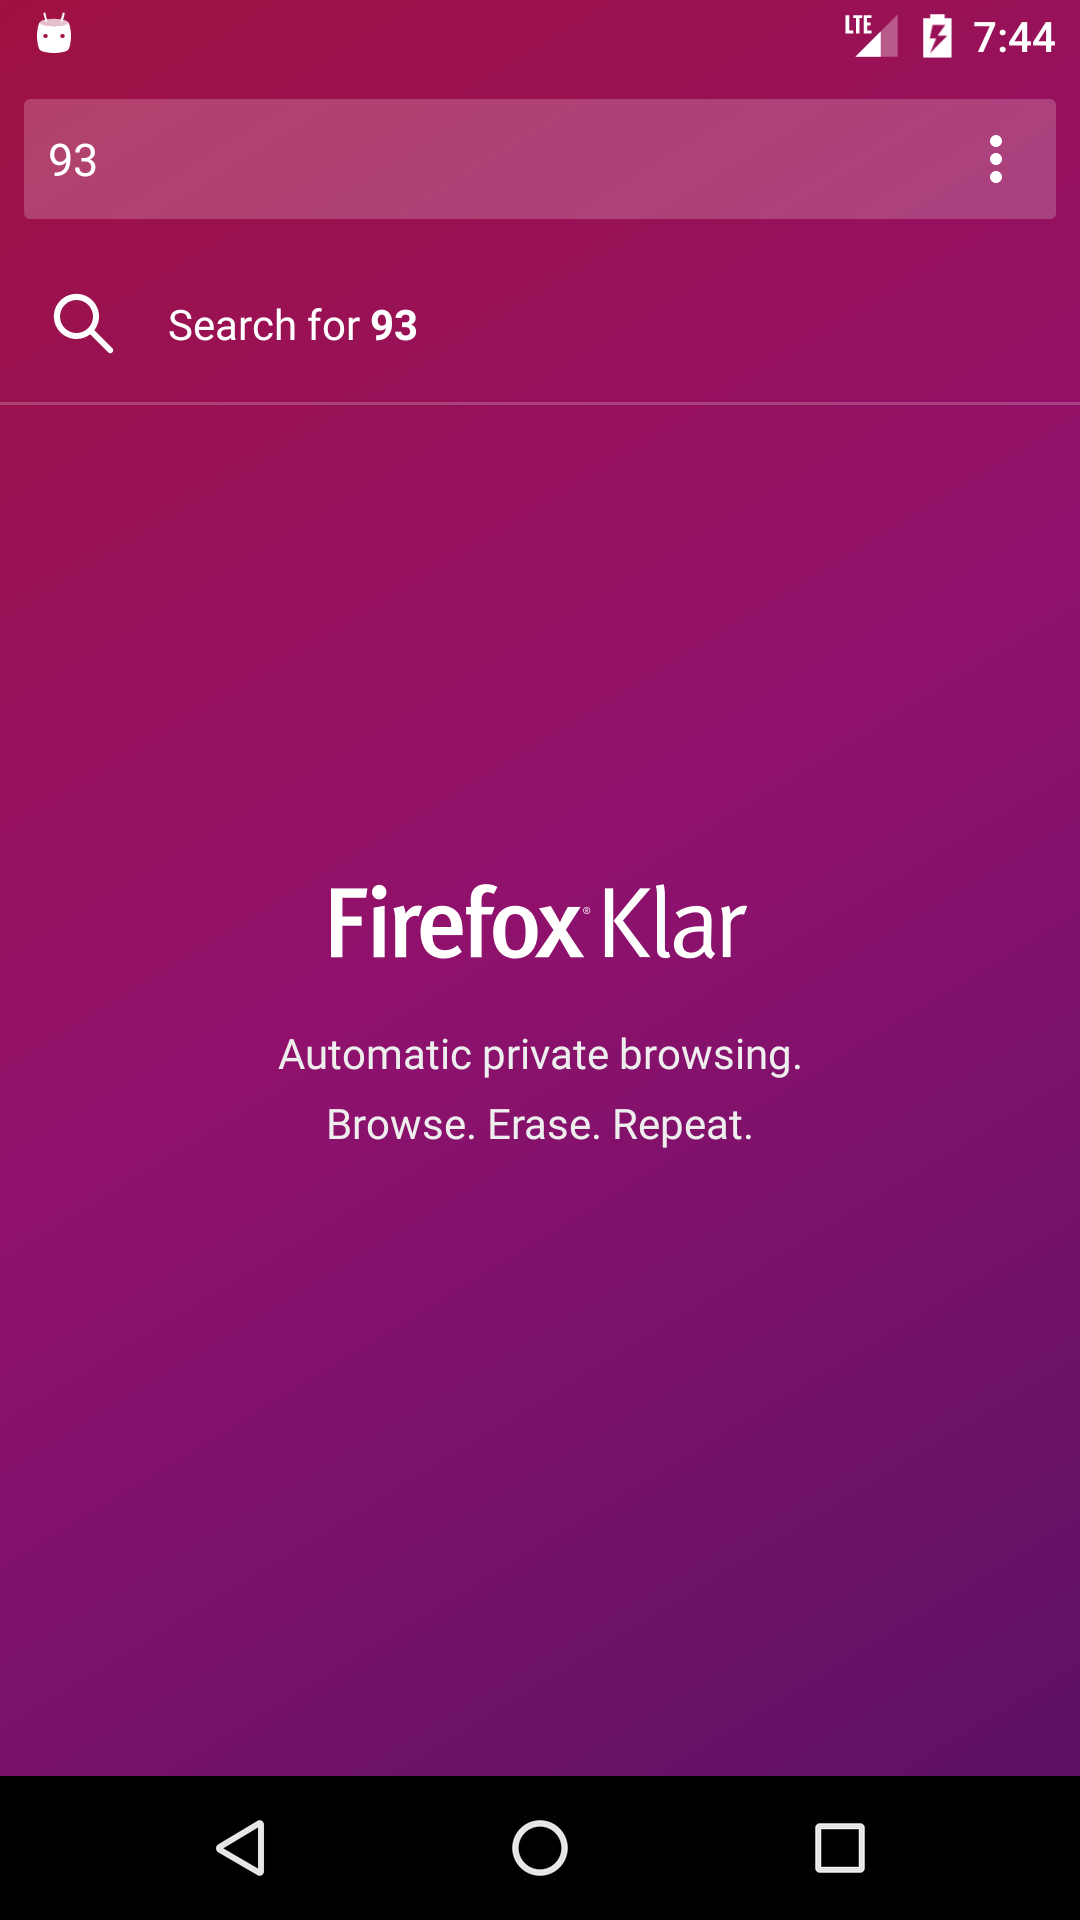 LTE 7:44
93
Search for 93
Firefox® Klar
Automatic private browsing.
Browse. Erase. Repeat.